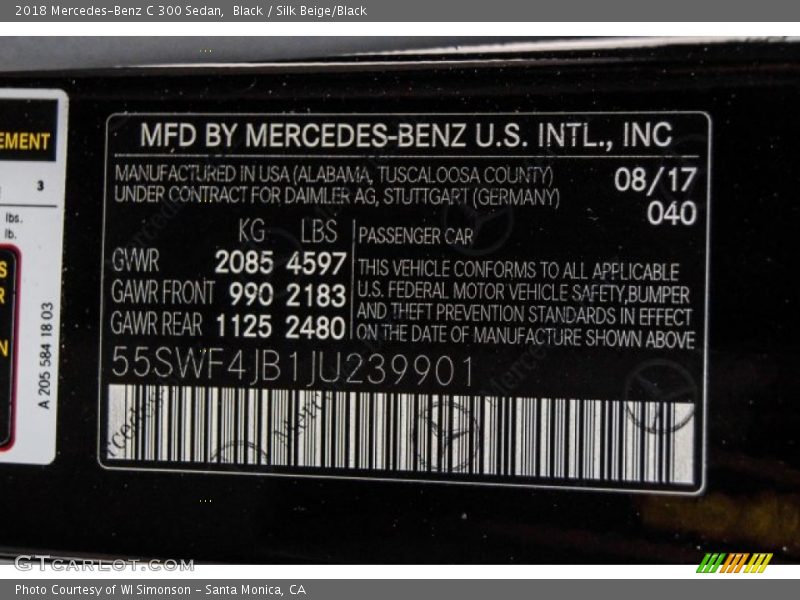 2018 Mercedes-Benz C 300 Sedan,  Black / Silk Beige/Black
EMENT
3
lbs.
lb.
S
R
N
A 205 584 18 03
MFD BY MERCEDES-BENZ U.S. INTL., INC
MANUFACTURED IN USA (ALABAMA, TUSCALOOSA COUNTY)
UNDER CONTRACT FOR DAIMLER AG, STUTTGART (GERMANY)
08/17
040
KG LBS
GVWR 2085 4597
GAWR FRONT 990 2183
GAWR REAR 1125 2480
PASSENGER CAR
THIS VEHICLE CONFORMS TO ALL APPLICABLE
U.S. FEDERAL MOTOR VEHICLE SAFETY,BUMPER
AND THEFT PREVENTION STANDARDS IN EFFECT
ON THE DATE OF MANUFACTURE SHOWN ABOVE
55SWF4JB1JU239901
GTCARLOT.COM
Photo Courtesy of WI Simonson - Santa Monica, CA